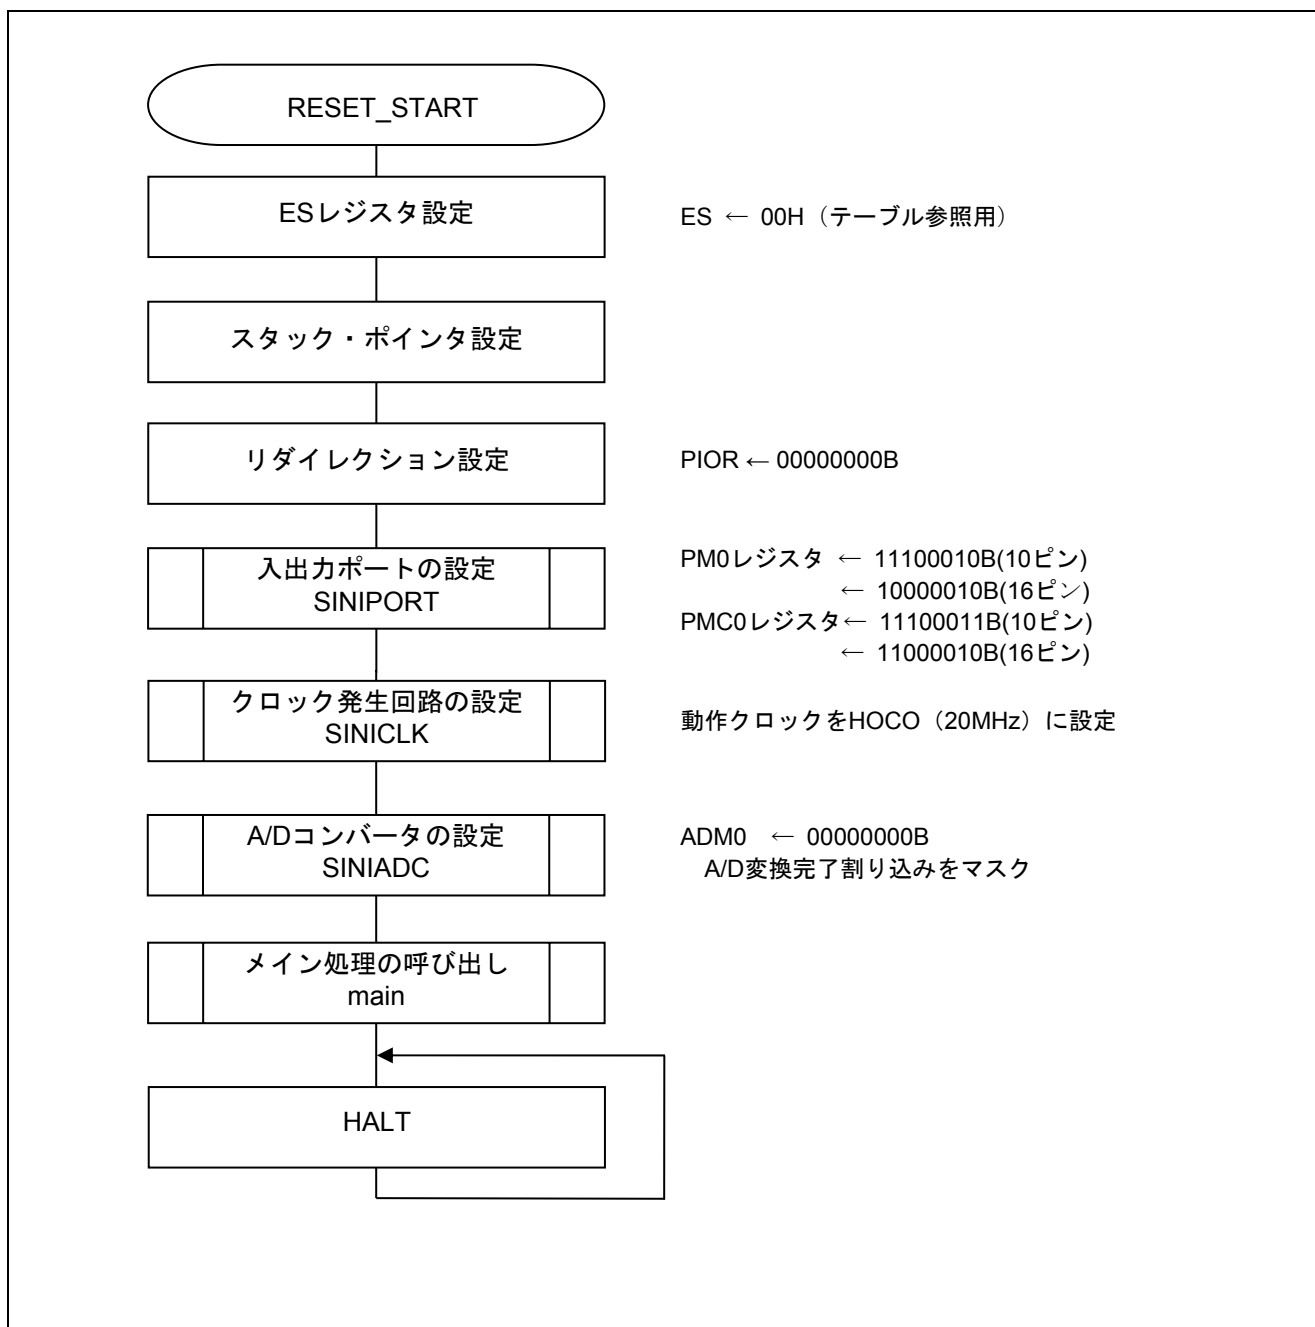 RESET_START
ESレジスタ設定
ES ← 00H（テーブル参照用）
スタック・ポインタ設定
リダイレクション設定
PIOR ← 00000000B
入出力ポートの設定
SINIPORT
PM0レジスタ ← 11100010B(10ピン)
← 10000010B(16ピン)
PMC0レジスタ← 11100011B(10ピン)
← 11000010B(16ピン)
クロック発生回路の設定
SINICLK
動作クロックをHOCO（20MHz）に設定
A/Dコンバータの設定
SINIADC
ADM0 ← 00000000B
A/D変換完了割り込みをマスク
メイン処理の呼び出し
main
HALT